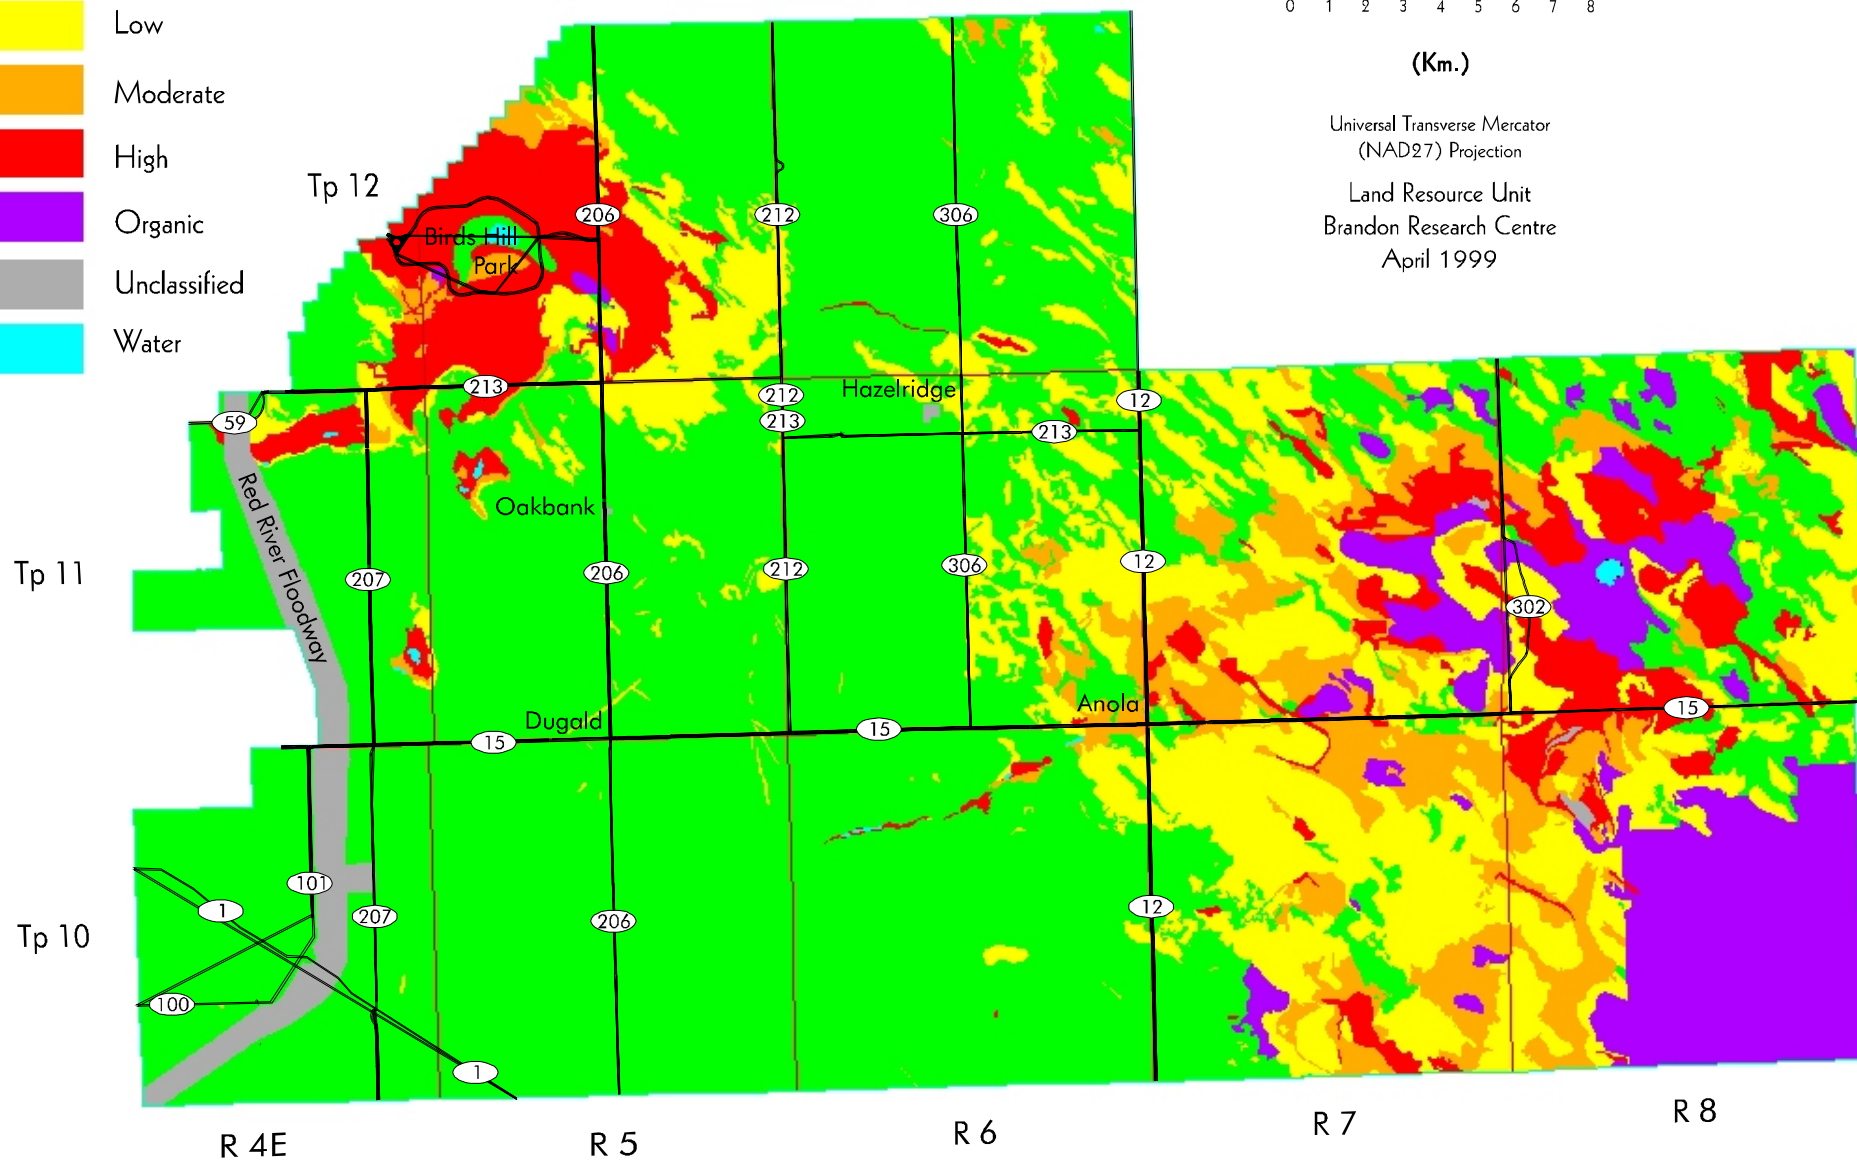 Low
Moderate
High
Organic
Unclassified
Water
0 1 2 3 4 5 6 7 8
(Km.)
Universal Transverse Mercator
(NAD27) Projection
Land Resource Unit
Brandon Research Centre
April 1999
Tp 12
206
212
306
Birds Hill
Park
213
Hazelridge
212
12
59
213
213
Red River Floodway
Oakbank
Tp 11
207
206
212
306
12
302
Anola
15
Dugald
15
15
101
1
207
206
12
Tp 10
100
1
R 4E
R 5
R 6
R 7
R 8